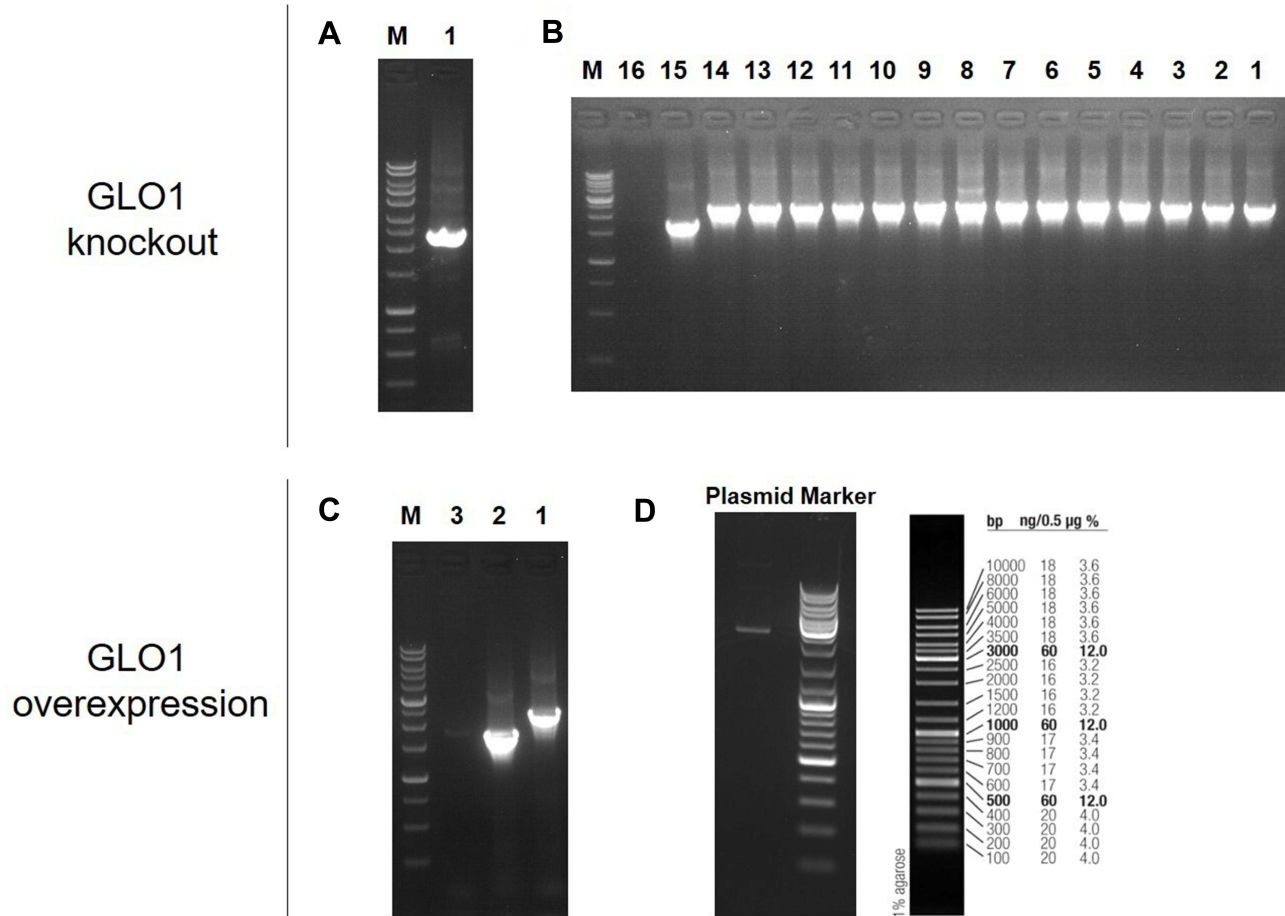 A
M 1
B
M 16 15 14 13 12 11 10 9 8 7 6 5 4 3 2 1
GLO1
knockout
C
M 3 2 1
D
Plasmid Marker
GLO1
overexpression
bp ng/0.5 µg %
10000 18 3.6
8000 18 3.6
6000 18 3.6
5000 18 3.6
4000 18 3.6
3500 18 3.6
3000 60 12.0
2500 16 3.2
2000 16 3.2
1500 16 3.2
1200 16 3.2
1000 60 12.0
900 17 3.4
800 17 3.4
700 17 3.4
600 17 3.4
500 60 12.0
400 20 4.0
300 20 4.0
200 20 4.0
100 20 4.0
1% agarose